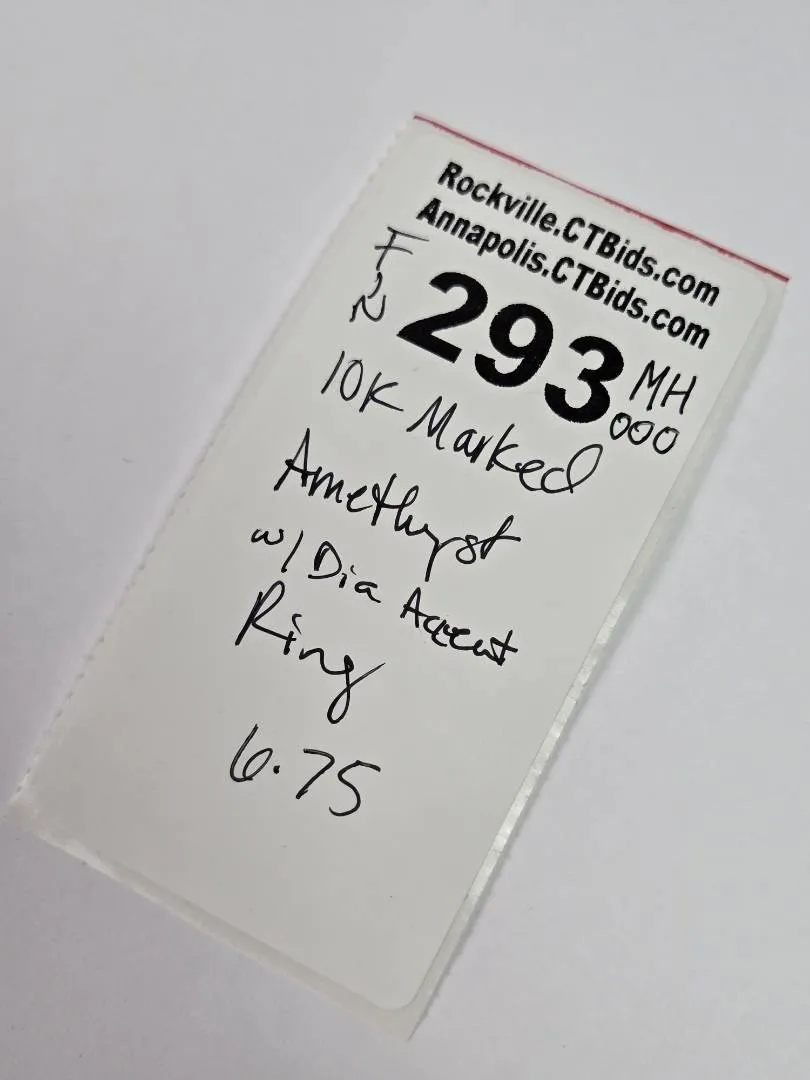 Rockville.CTBids.com
Annapolis.CTBids.com
293
MH
000
10K Marked
Amethyst
w/ Dia Accent
Ring
6.75